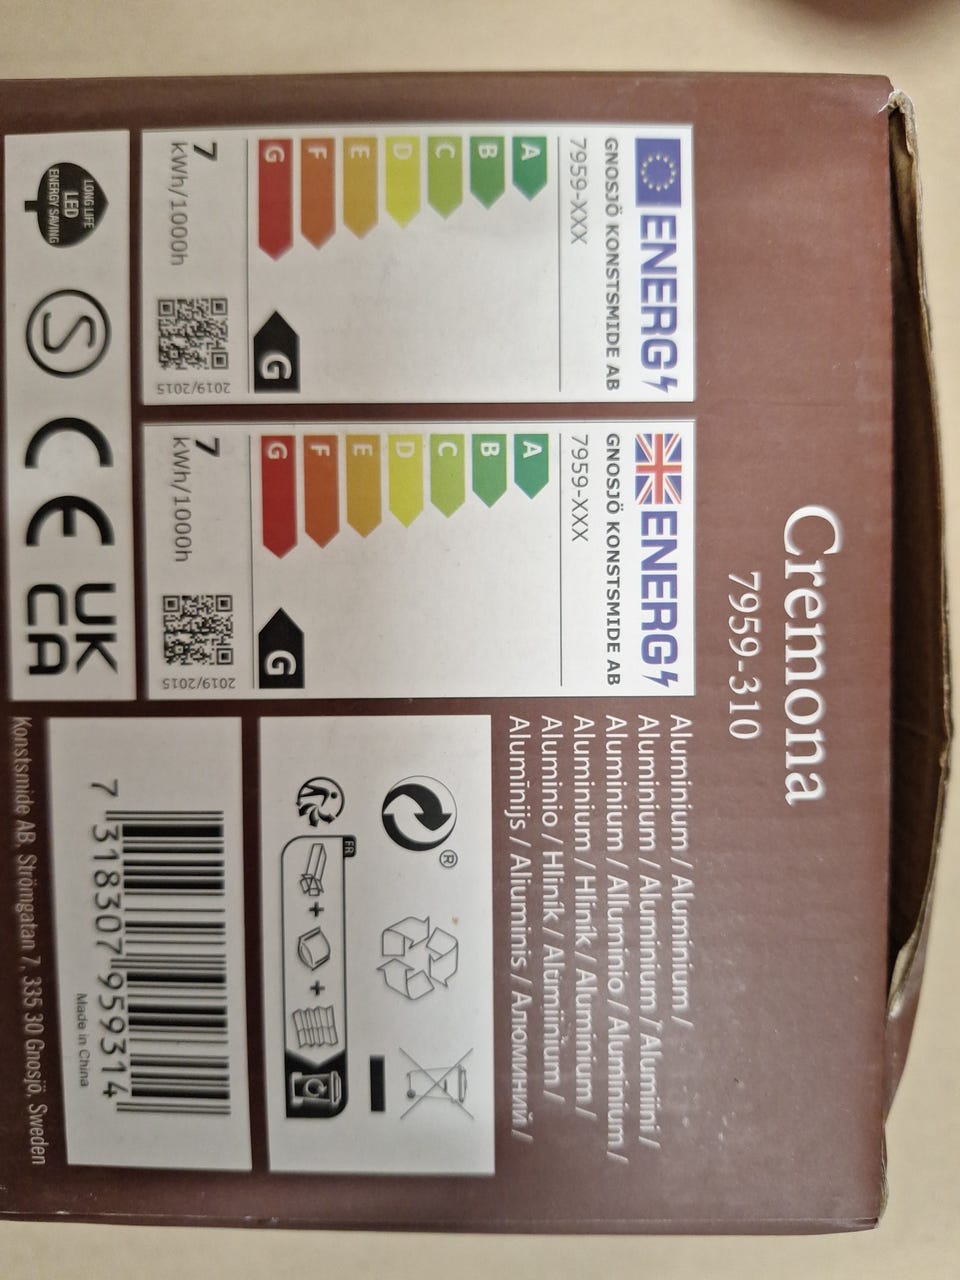 Cremona
7959-310
ENERG
GNOSJÖ KONSTSMIDE AB
7959-XXX
A
B
C
D
E
F
G
G
7
kWh/1000h
2019/2015
ENERG
GNOSJÖ KONSTSMIDE AB
7959-XXX
A
B
C
D
E
F
G
G
7
kWh/1000h
2019/2015
Aluminium / Aluminium /
Aluminium / Aluminium / Alumiini /
Aluminium / Alluminio / Aluminium /
Aluminium / Hliník / Aluminium /
Aluminio / Hliník / Alumiinium /
Alumīnijs / Aliuminis / Алюминий /
®
FR
LONG LIFE
LED
ENERGY SAVING
S
CE
UK
CA
7 318307 959314
Made in China
Konstsmide AB, Strömgatan 7, 335 30 Gnosjö, Sweden